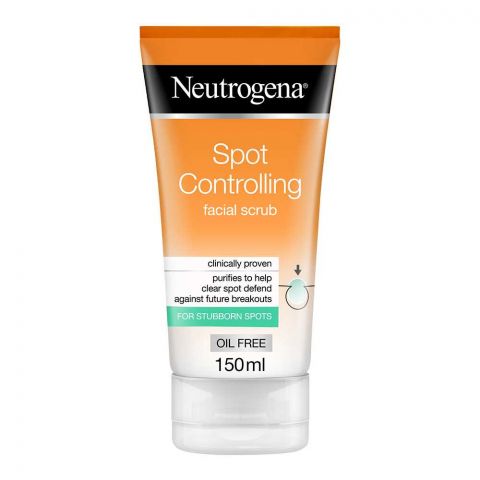 Neutrogena®
Spot
Controlling
facial scrub
clinically proven
purifies to help
clear spot defend
against future breakouts
FOR STUBBORN SPOTS
OIL FREE
150ml